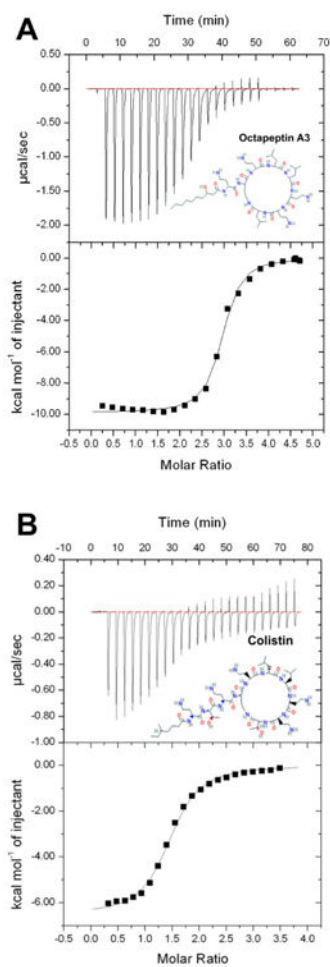 A
Time (min)
0 10 20 30 40 50 60 70
0.50
0.00
-0.50
-1.00
-1.50
-2.00
µcal/sec
Octapeptin A3
0.00
-2.00
-4.00
-6.00
-8.00
-10.00
kcal mol⁻¹ of injectant
-0.5 0.0 0.5 1.0 1.5 2.0 2.5 3.0 3.5 4.0 4.5 5.0
Molar Ratio
B
Time (min)
-10 0 10 20 30 40 50 60 70 80
0.40
0.20
0.00
-0.20
-0.40
-0.60
-0.80
-1.00
µcal/sec
Colistin
0.00
-2.00
-4.00
-6.00
kcal mol⁻¹ of injectant
-0.5 0.0 0.5 1.0 1.5 2.0 2.5 3.0 3.5 4.0
Molar Ratio